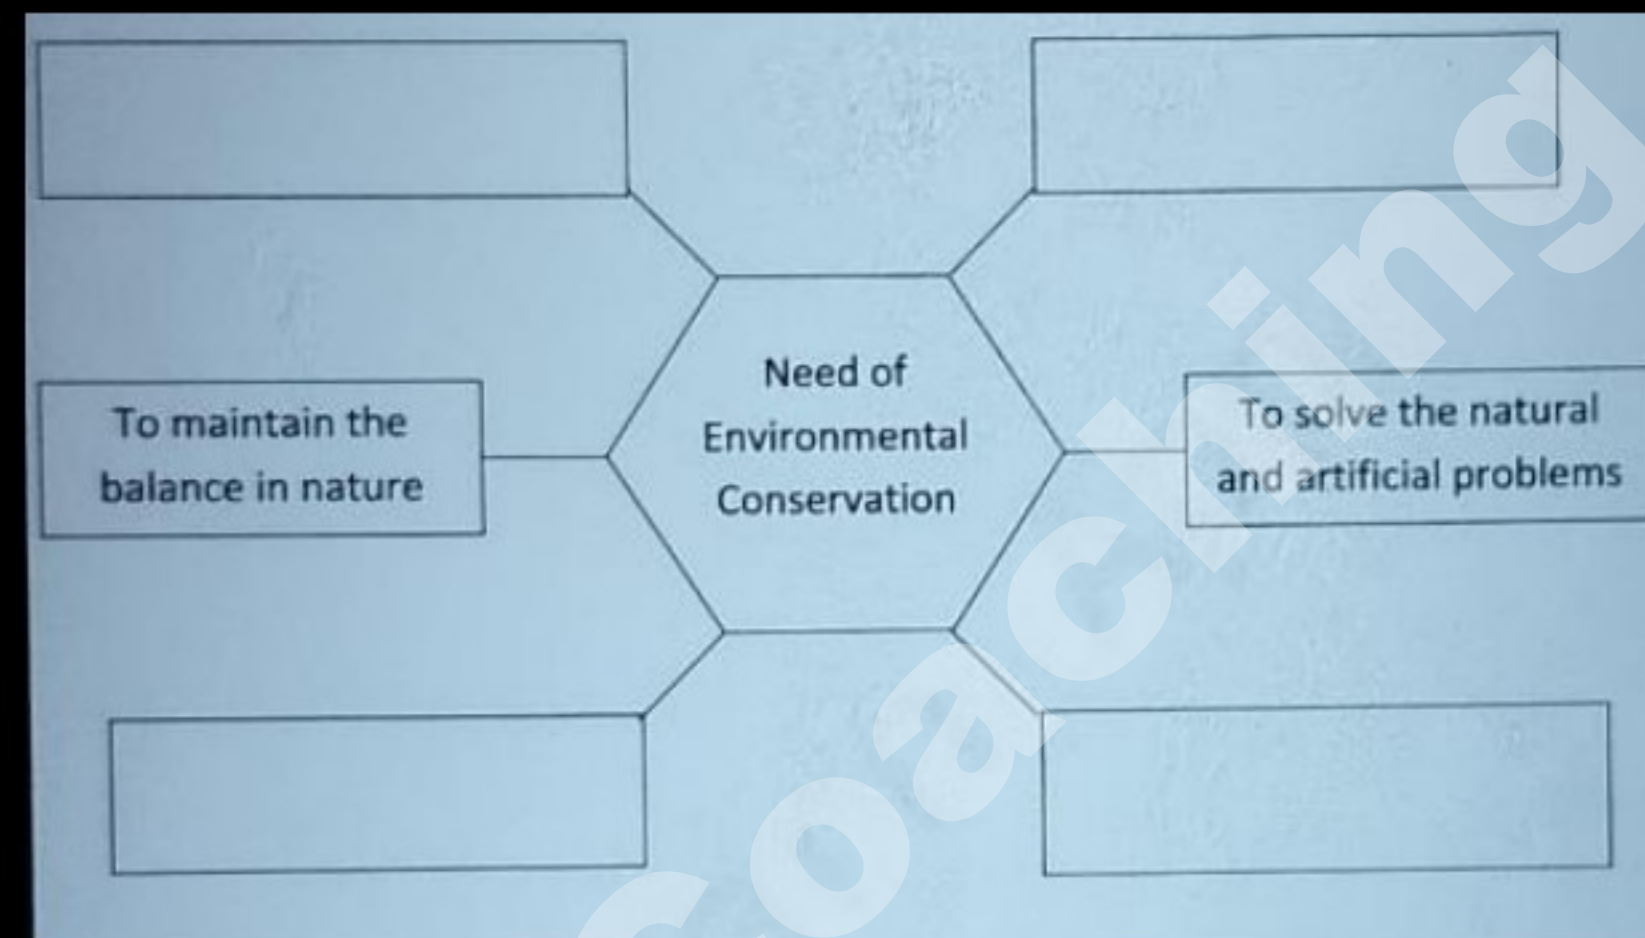 Need of
Environmental
Conservation
To maintain the
balance in nature
To solve the natural
and artificial problems
coaching